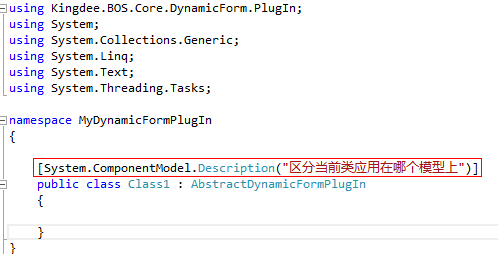 using Kingdee.BOS.Core.DynamicForm.PlugIn;
using System;
using System.Collections.Generic;
using System.Linq;
using System.Text;
using System.Threading.Tasks;
namespace MyDynamicFormPlugIn
{
[System.ComponentModel.Description("区分当前类应用在哪个模型上")]
public class Class1 : AbstractDynamicFormPlugIn
{
}
}